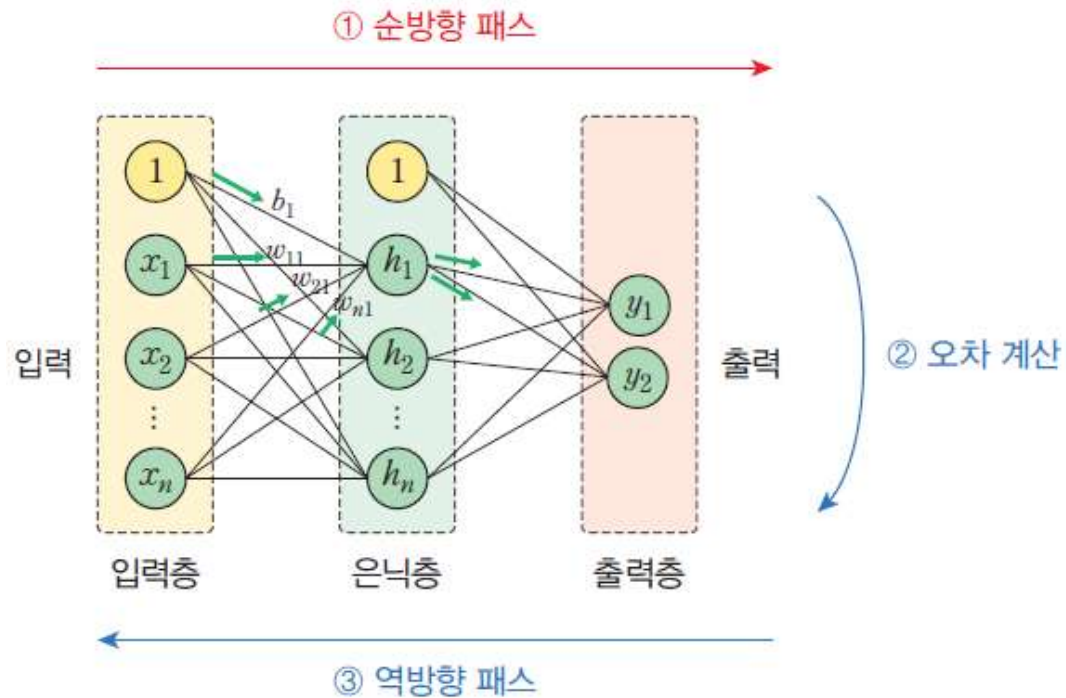 ① 순방향 패스
1
1
b₁
x₁
w₁₁
h₁
w₂₁
wₙ₁
y₁
입력
x₂
h₂
y₂
출력
② 오차 계산
⋮
⋮
xₙ
hₙ
입력층
은닉층
출력층
③ 역방향 패스